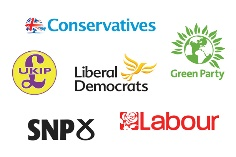 Conservatives
UKIP
Liberal
Democrats
Green Party
SNP
Labour